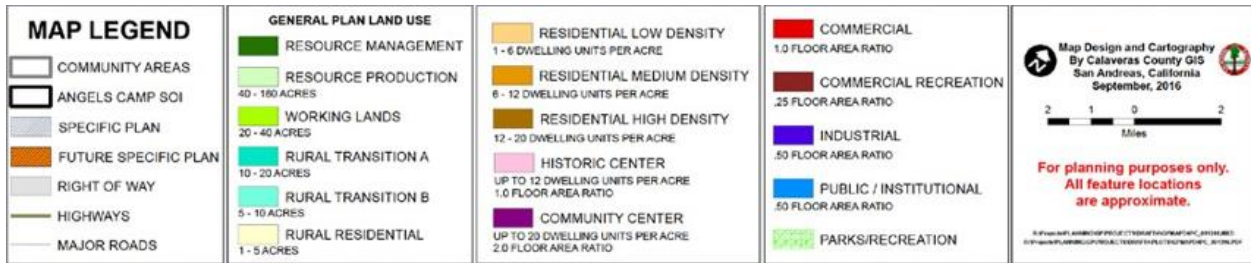 MAP LEGEND
COMMUNITY AREAS
ANGELS CAMP SOI
SPECIFIC PLAN
FUTURE SPECIFIC PLAN
RIGHT OF WAY
HIGHWAYS
MAJOR ROADS
GENERAL PLAN LAND USE
RESOURCE MANAGEMENT
RESOURCE PRODUCTION
40 - 160 ACRES
WORKING LANDS
20 - 40 ACRES
RURAL TRANSITION A
10 - 20 ACRES
RURAL TRANSITION B
5 - 10 ACRES
RURAL RESIDENTIAL
1 - 5 ACRES
RESIDENTIAL LOW DENSITY
1 - 6 DWELLING UNITS PER ACRE
RESIDENTIAL MEDIUM DENSITY
6 - 12 DWELLING UNITS PER ACRE
RESIDENTIAL HIGH DENSITY
12 - 20 DWELLING UNITS PER ACRE
HISTORIC CENTER
UP TO 12 DWELLING UNITS PER ACRE
1.0 FLOOR AREA RATIO
COMMUNITY CENTER
UP TO 20 DWELLING UNITS PER ACRE
2.0 FLOOR AREA RATIO
COMMERCIAL
1.0 FLOOR AREA RATIO
COMMERCIAL RECREATION
.25 FLOOR AREA RATIO
INDUSTRIAL
.50 FLOOR AREA RATIO
PUBLIC / INSTITUTIONAL
.50 FLOOR AREA RATIO
PARKS/RECREATION
Map Design and Cartography
By Calaveras County GIS
San Andreas, California
September, 2016
2 1 0 2
Miles
For planning purposes only.
All feature locations
are approximate.